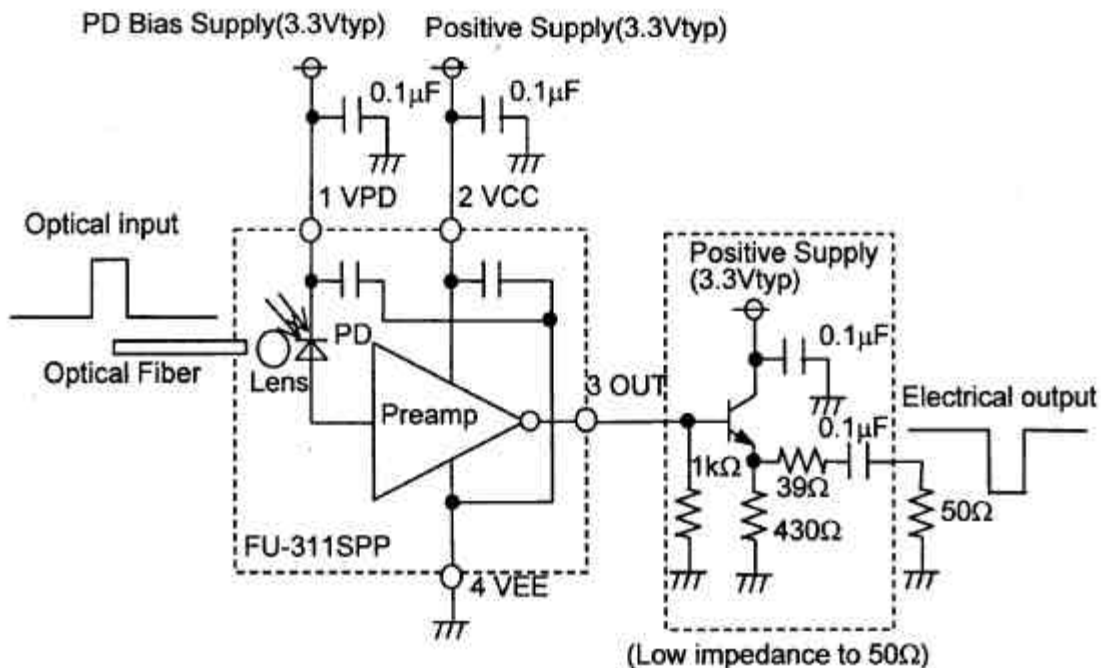 PD Bias Supply(3.3Vtyp)
Positive Supply(3.3Vtyp)
0.1μF
0.1μF
1 VPD
2 VCC
Optical input
Positive Supply
(3.3Vtyp)
0.1μF
PD
Optical Fiber
Lens
Preamp
3 OUT
Electrical output
0.1μF
1kΩ
39Ω
430Ω
50Ω
FU-311SPP
4 VEE
(Low impedance to 50Ω)